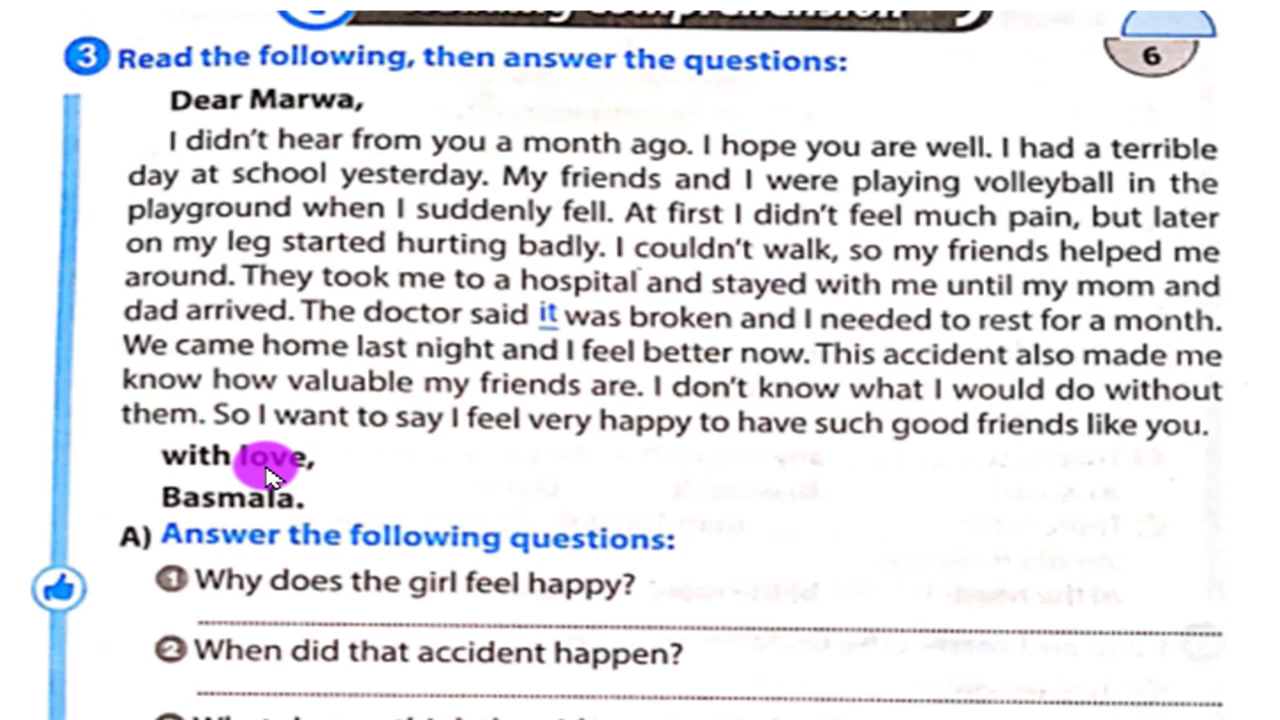 3 Read the following, then answer the questions:
6
Dear Marwa,
I didn't hear from you a month ago. I hope you are well. I had a terrible
day at school yesterday. My friends and I were playing volleyball in the
playground when I suddenly fell. At first I didn't feel much pain, but later
on my leg started hurting badly. I couldn't walk, so my friends helped me
around. They took me to a hospital and stayed with me until my mom and
dad arrived. The doctor said it was broken and I needed to rest for a month.
We came home last night and I feel better now. This accident also made me
know how valuable my friends are. I don't know what I would do without
them. So I want to say I feel very happy to have such good friends like you.
with love,
Basmala.
A) Answer the following questions:
1 Why does the girl feel happy?
2 When did that accident happen?